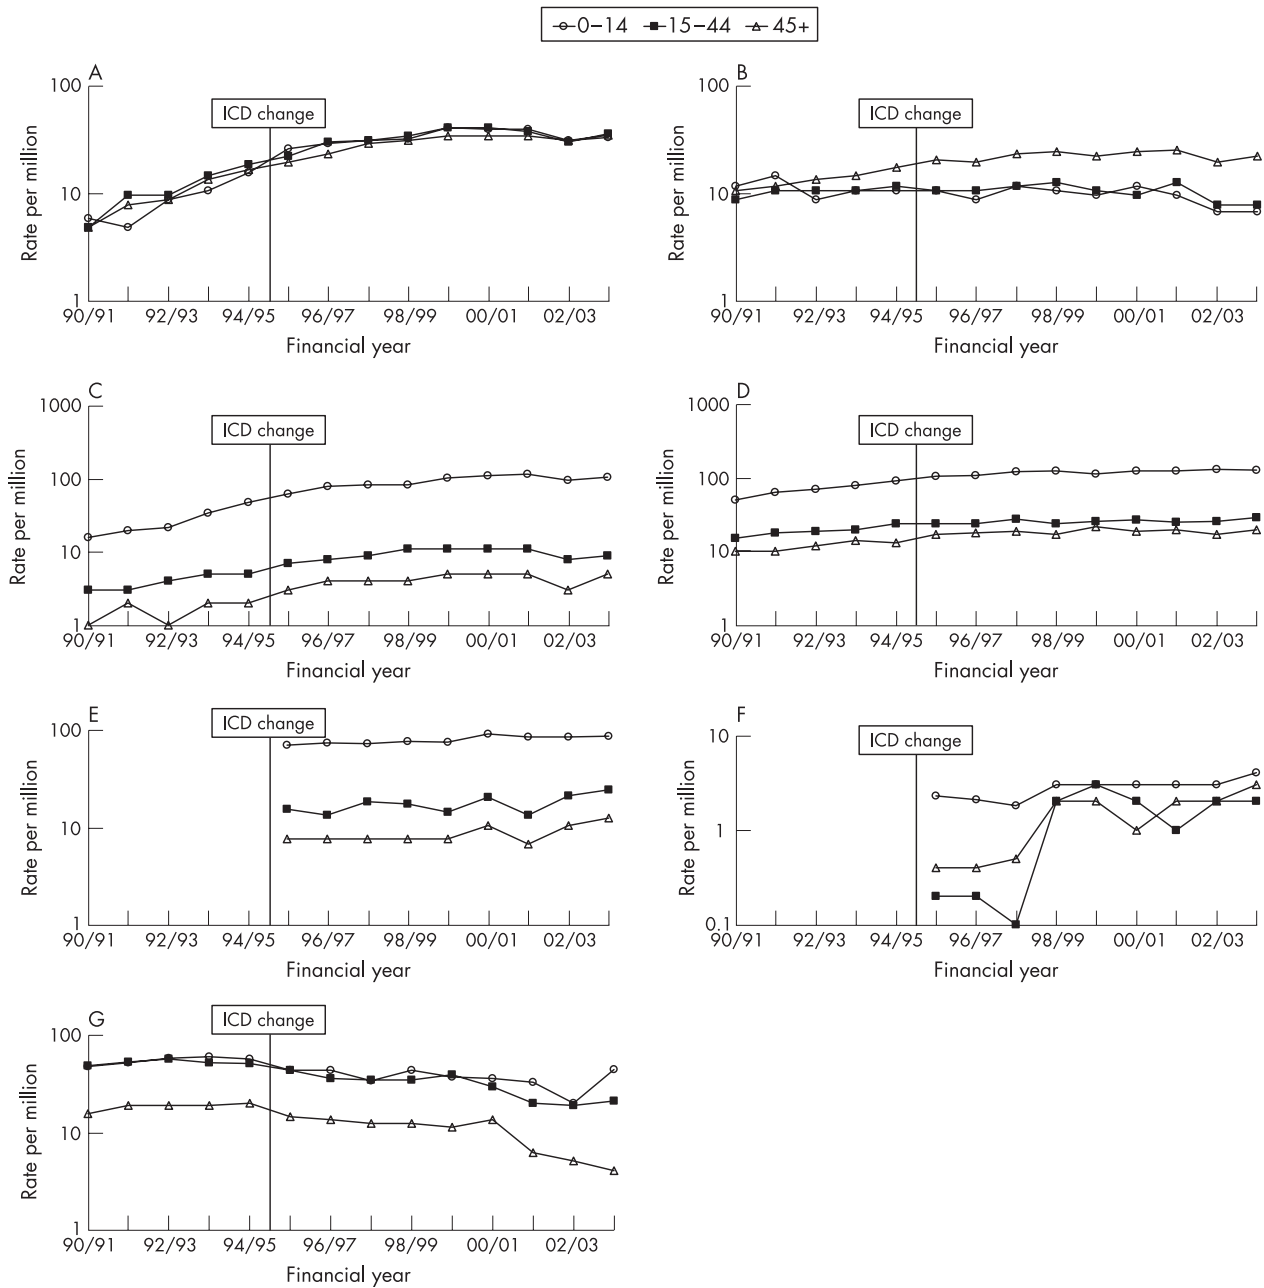 0–14 15–44 45+
A
ICD change
100
10
1
Rate per million
90/91 92/93 94/95 96/97 98/99 00/01 02/03
Financial year
B
ICD change
100
10
1
Rate per million
90/91 92/93 94/95 96/97 98/99 00/01 02/03
Financial year
C
ICD change
1000
100
10
1
Rate per million
90/91 92/93 94/95 96/97 98/99 00/01 02/03
Financial year
D
ICD change
1000
100
10
1
Rate per million
90/91 92/93 94/95 96/97 98/99 00/01 02/03
Financial year
E
ICD change
100
10
1
Rate per million
90/91 92/93 94/95 96/97 98/99 00/01 02/03
Financial year
F
ICD change
10
1
0.1
Rate per million
90/91 92/93 94/95 96/97 98/99 00/01 02/03
Financial year
G
ICD change
100
10
1
Rate per million
90/91 92/93 94/95 96/97 98/99 00/01 02/03
Financial year